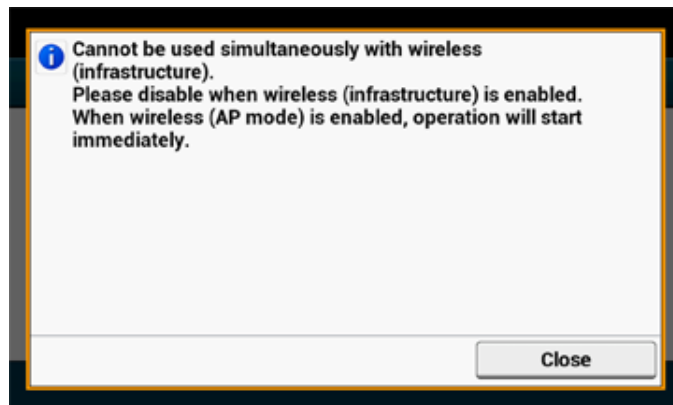 Cannot be used simultaneously with wireless
(infrastructure).
Please disable when wireless (infrastructure) is enabled.
When wireless (AP mode) is enabled, operation will start
immediately.
Close